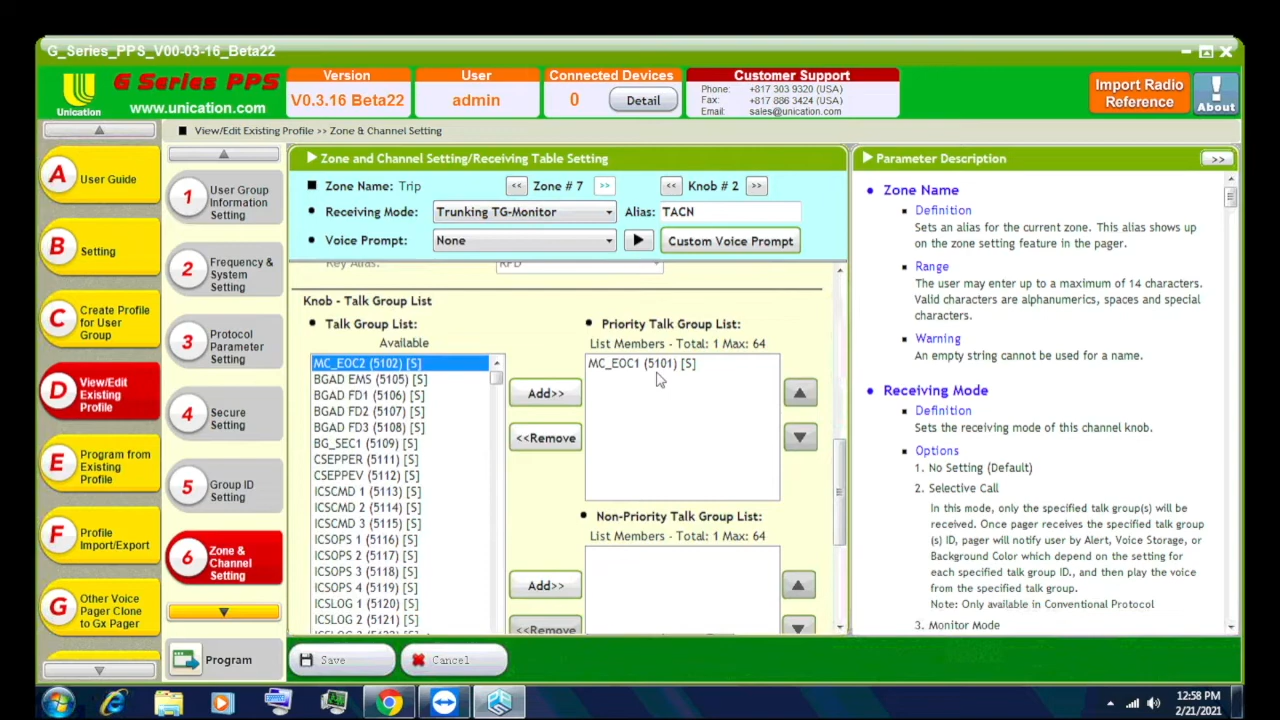 G_Series_PPS_V00-03-16_Beta22
Unication
G Series PPS
www.unication.com
Version
V0.3.16 Beta22
User
admin
Connected Devices
0 Detail
Customer Support
Phone: +817 303 9320 (USA)
Fax: +817 886 3424 (USA)
Email: sales@unication.com
Import Radio
Reference
About
View/Edit Existing Profile >> Zone & Channel Setting
A User Guide
B Setting
C Create Profile
for User
Group
D View/Edit
Existing
Profile
E Program from
Existing
Profile
F Profile
Import/Export
G Other Voice
Pager Clone
to Gx Pager
1 User Group
Information
Setting
2 Frequency &
System
Setting
3 Protocol
Parameter
Setting
4 Secure
Setting
5 Group ID
Setting
6 Zone &
Channel
Setting
Program
Zone and Channel Setting/Receiving Table Setting
Zone Name: Trip << Zone # 7 >> << Knob # 2 >>
Receiving Mode: Trunking TG-Monitor Alias: TACN
Voice Prompt: None Custom Voice Prompt
Key Alias: RFD
Knob - Talk Group List
Talk Group List:
Available
MC_EOC2 (5102) [S]
BGAD EMS (5105) [S]
BGAD FD1 (5106) [S]
BGAD FD2 (5107) [S]
BGAD FD3 (5108) [S]
BG_SEC1 (5109) [S]
CSEPPER (5111) [S]
CSEPPEV (5112) [S]
ICSCMD 1 (5113) [S]
ICSCMD 2 (5114) [S]
ICSCMD 3 (5115) [S]
ICSOPS 1 (5116) [S]
ICSOPS 2 (5117) [S]
ICSOPS 3 (5118) [S]
ICSOPS 4 (5119) [S]
ICSLOG 1 (5120) [S]
ICSLOG 2 (5121) [S]
Add>>
<<Remove
Priority Talk Group List:
List Members - Total: 1 Max: 64
MC_EOC1 (5101) [S]
Non-Priority Talk Group List:
List Members - Total: 1 Max: 64
Add>>
<<Remove
Save
Cancel
Parameter Description >>
Zone Name
Definition
Sets an alias for the current zone. This alias shows up
on the zone setting feature in the pager.
Range
The user may enter up to a maximum of 14 characters.
Valid characters are alphanumerics, spaces and special
characters.
Warning
An empty string cannot be used for a name.
Receiving Mode
Definition
Sets the receiving mode of this channel knob.
Options
1. No Setting (Default)
2. Selective Call
In this mode, only the specified talk group(s) will be
received. Once pager receives the specified talk group
(s) ID, pager will notify user by Alert, Voice Storage, or
Background Color which depend on the setting for
each specified talk group ID., and then play the voice
from the specified talk group.
Note: Only available in Conventional Protocol
3. Monitor Mode
12:58 PM
2/21/2021